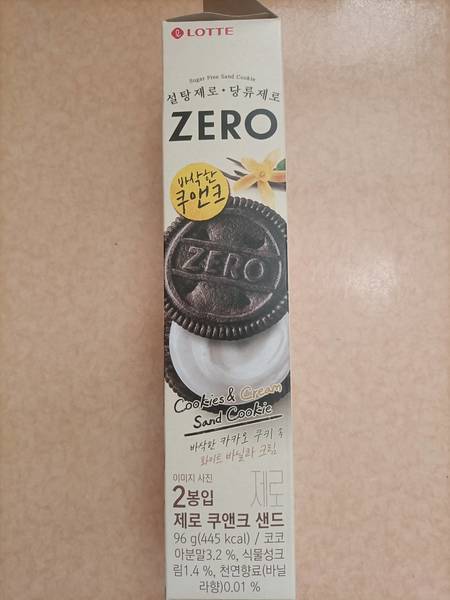 LOTTE
Sugar Free Sand Cookie
설탕제로·당류제로
ZERO
바삭한
쿠앤크
ZERO
Cookies & Cream
Sand Cookie
바삭한 카카오 쿠키 속
화이트 바닐라 크림
이미지 사진
2봉입
제로
제로 쿠앤크 샌드
96 g(445 kcal) / 코코
아분말3.2 %, 식물성크
림1.4 %, 천연향료(바닐
라향)0.01 %